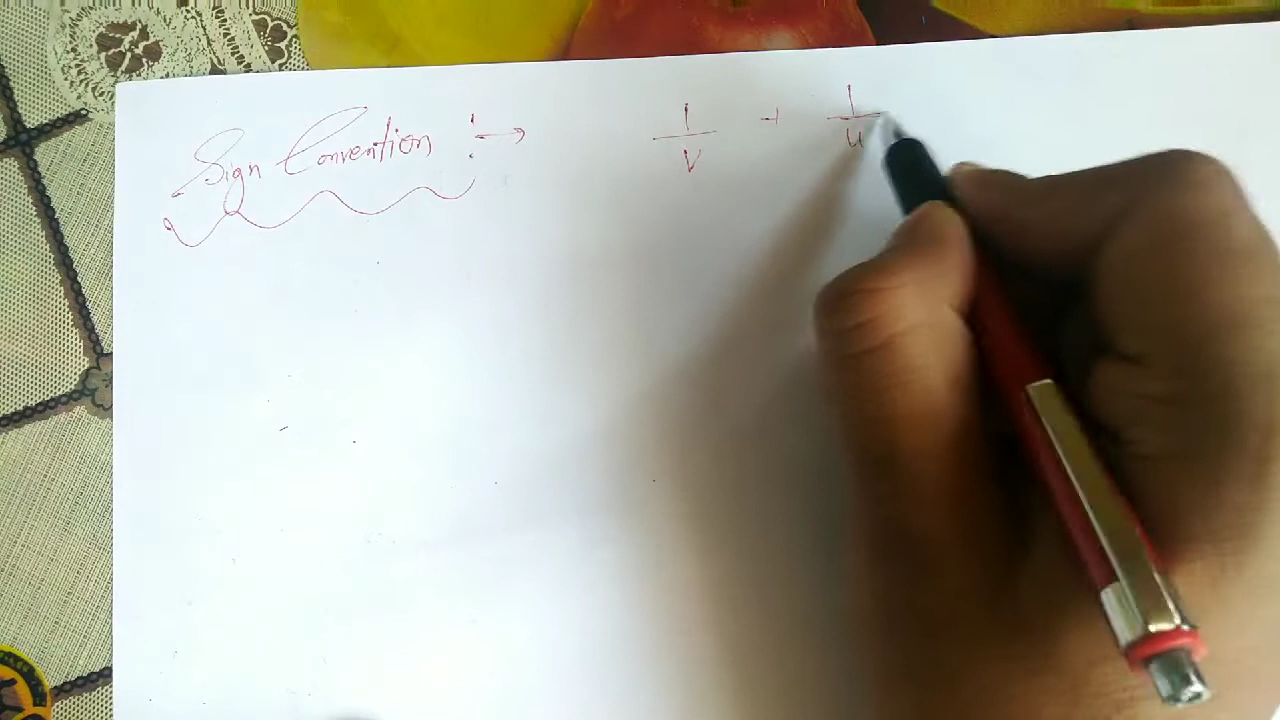 Sign Convention :→ 1/v + 1/u